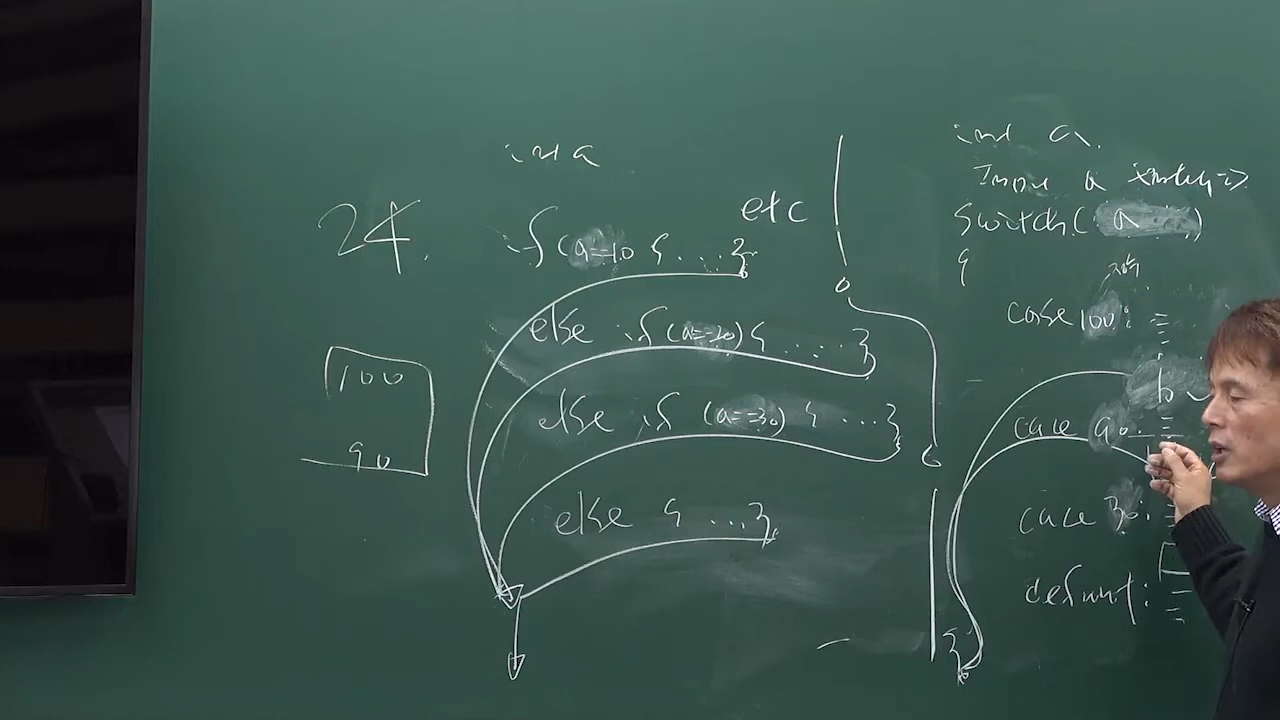 24.
100
90
int a
etc
if (a==10 { ... }
else if (a==20) { .... }
else if (a==30) { ... }
else { ... }
int a.
a
switch( a )
{
case 100:
b
case 90:
case 30:
default:
}